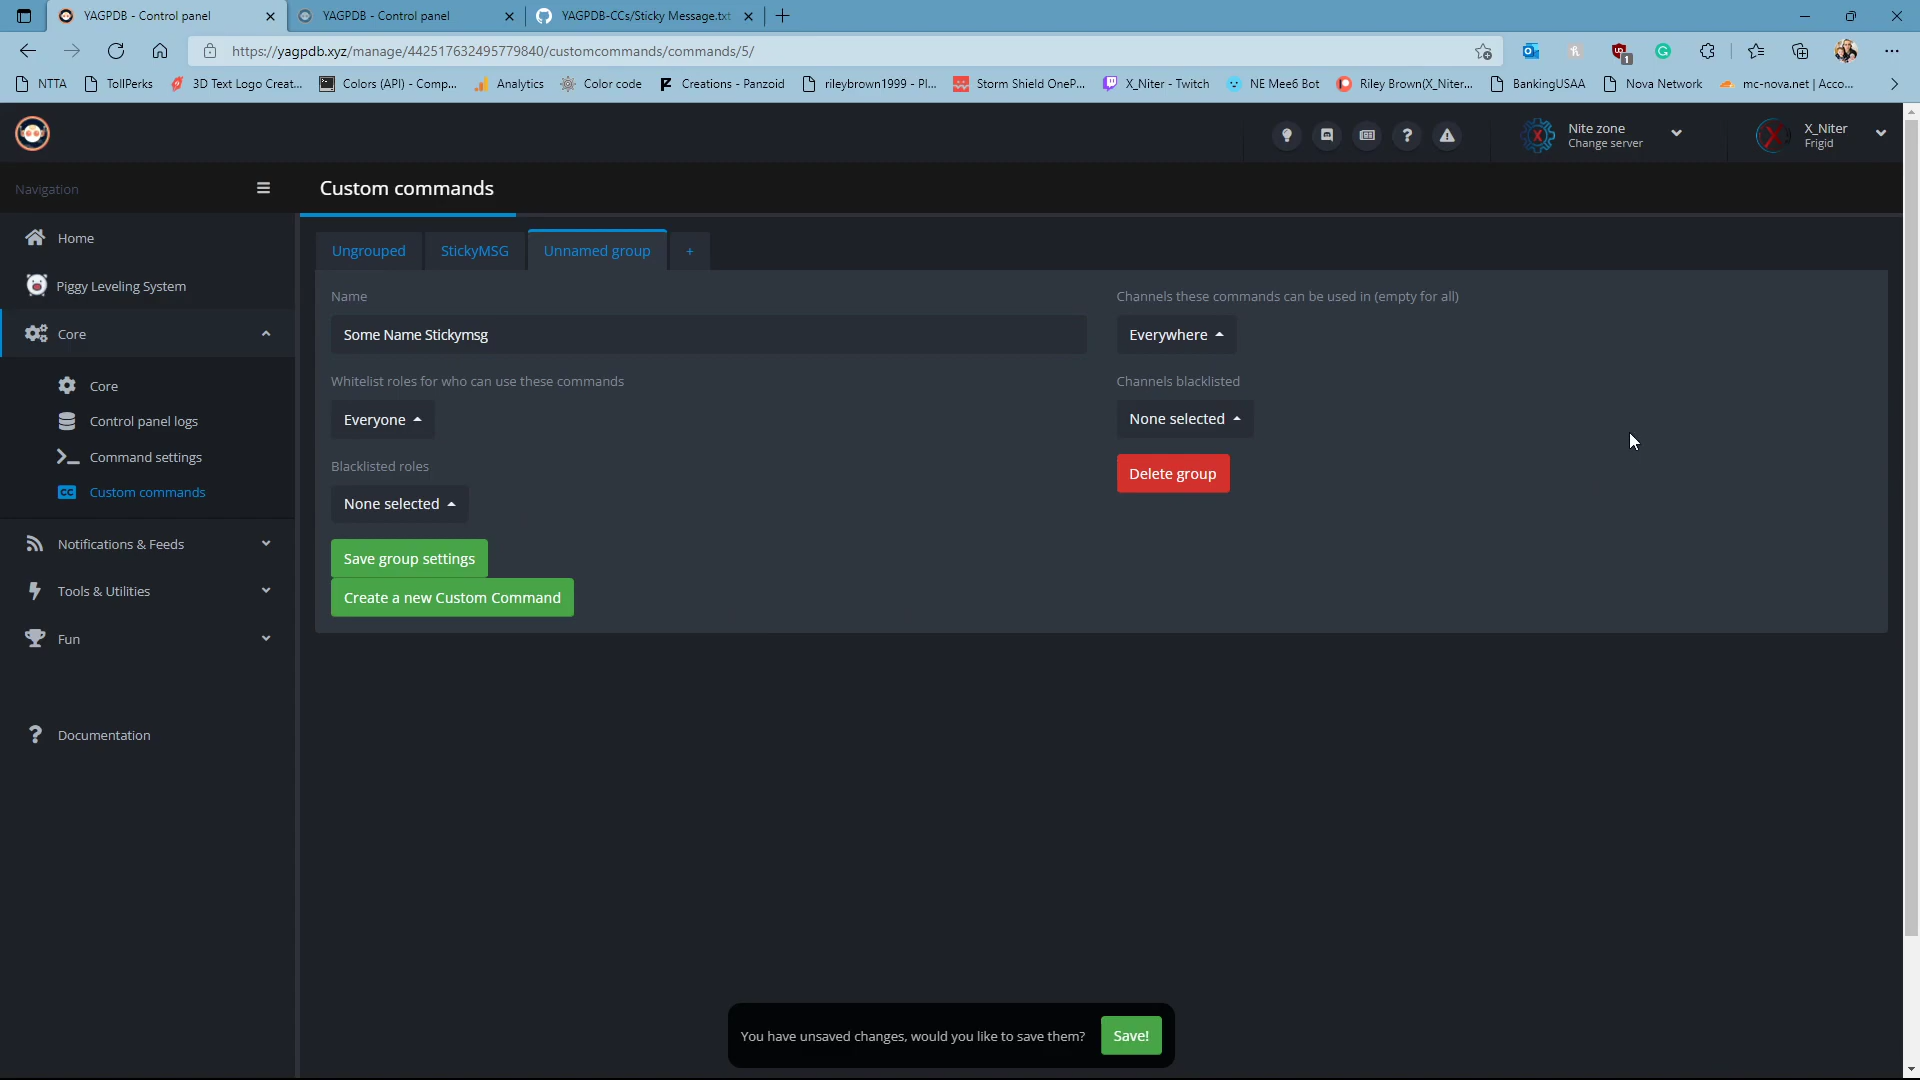 YAGPDB - Control panel
YAGPDB - Control panel
YAGPDB-CCs/Sticky Message.txt
https://yagpdb.xyz/manage/442517632495779840/customcommands/commands/5/
1
NTTA
TollPerks
3D Text Logo Creat...
Colors (API) - Comp...
Analytics
Color code
Creations - Panzoid
rileybrown1999 - Pl...
Storm Shield OneP...
X_Niter - Twitch
NE Mee6 Bot
Riley Brown(X_Niter...
BankingUSAA
Nova Network
mc-nova.net | Acco...
Nite zone
Change server
X_Niter
Frigid
Navigation
Custom commands
Home
Piggy Leveling System
Core
Core
Control panel logs
Command settings
CC Custom commands
Notifications & Feeds
Tools & Utilities
Fun
Documentation
Ungrouped
StickyMSG
Unnamed group
+
Name
Some Name Stickymsg
Channels these commands can be used in (empty for all)
Everywhere
Whitelist roles for who can use these commands
Everyone
Channels blacklisted
None selected
Blacklisted roles
None selected
Delete group
Save group settings
Create a new Custom Command
You have unsaved changes, would you like to save them?
Save!